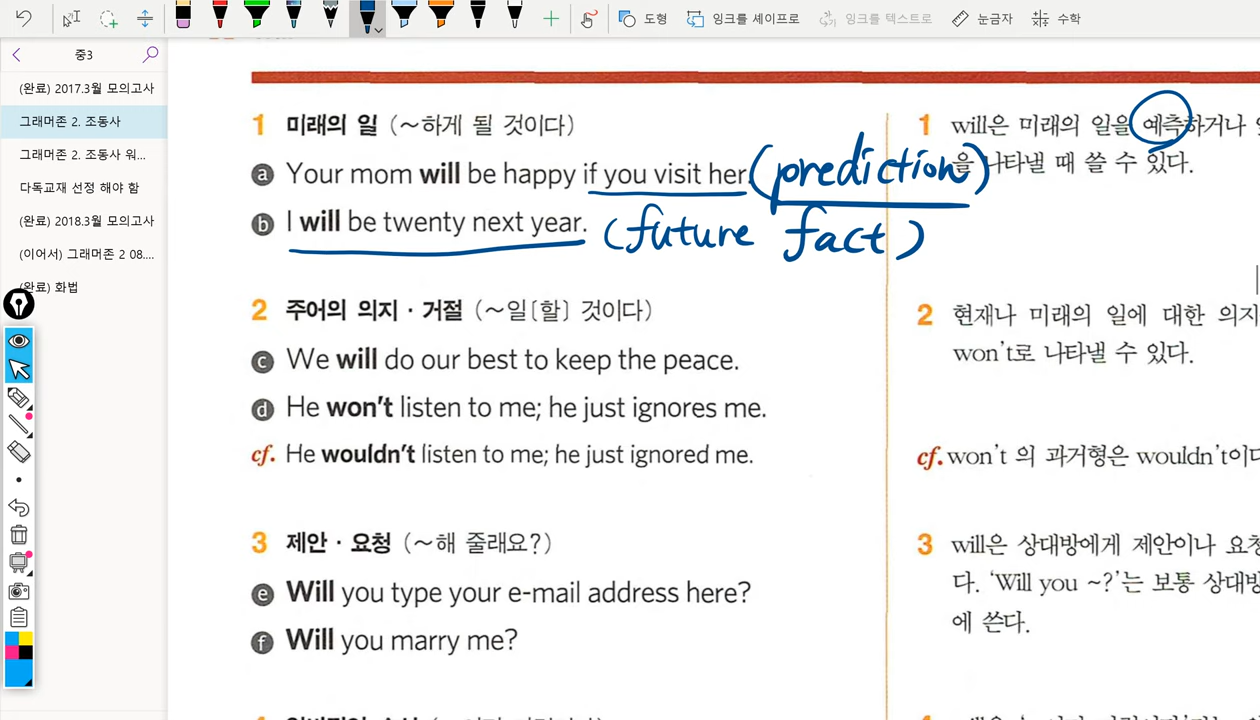 도형
잉크를 셰이프로
잉크를 텍스트로
눈금자
수학
중3
(완료) 2017.3월 모의고사
그래머존 2. 조동사
그래머존 2. 조동사 워...
다독교재 선정 해야 함
(완료) 2018.3월 모의고사
(이어서) 그래머존 2 08....
(완료) 화법
1 미래의 일 (~하게 될 것이다)
a Your mom will be happy if you visit her. (prediction)
b I will be twenty next year. (future fact)
2 주어의 의지 · 거절 (~일[할] 것이다)
c We will do our best to keep the peace.
d He won't listen to me; he just ignores me.
cf. He wouldn't listen to me; he just ignored me.
3 제안 · 요청 (~해 줄래요?)
e Will you type your e-mail address here?
f Will you marry me?
1 will은 미래의 일을 예측하거나
을 나타낼 때 쓸 수 있다.
2 현재나 미래의 일에 대한 의지
won't로 나타낼 수 있다.
cf. won't 의 과거형은 wouldn't이다
3 will은 상대방에게 제안이나 요청
다. 'Will you ~?'는 보통 상대방
에 쓴다.